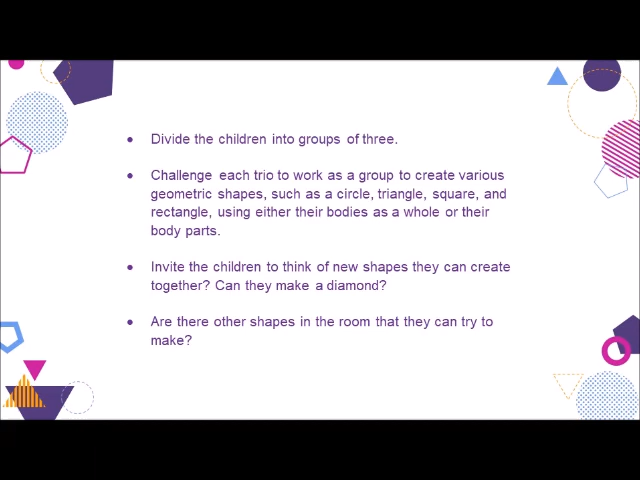 ● Divide the children into groups of three.
● Challenge each trio to work as a group to create various
geometric shapes, such as a circle, triangle, square, and
rectangle, using either their bodies as a whole or their
body parts.
● Invite the children to think of new shapes they can create
together? Can they make a diamond?
● Are there other shapes in the room that they can try to
make?